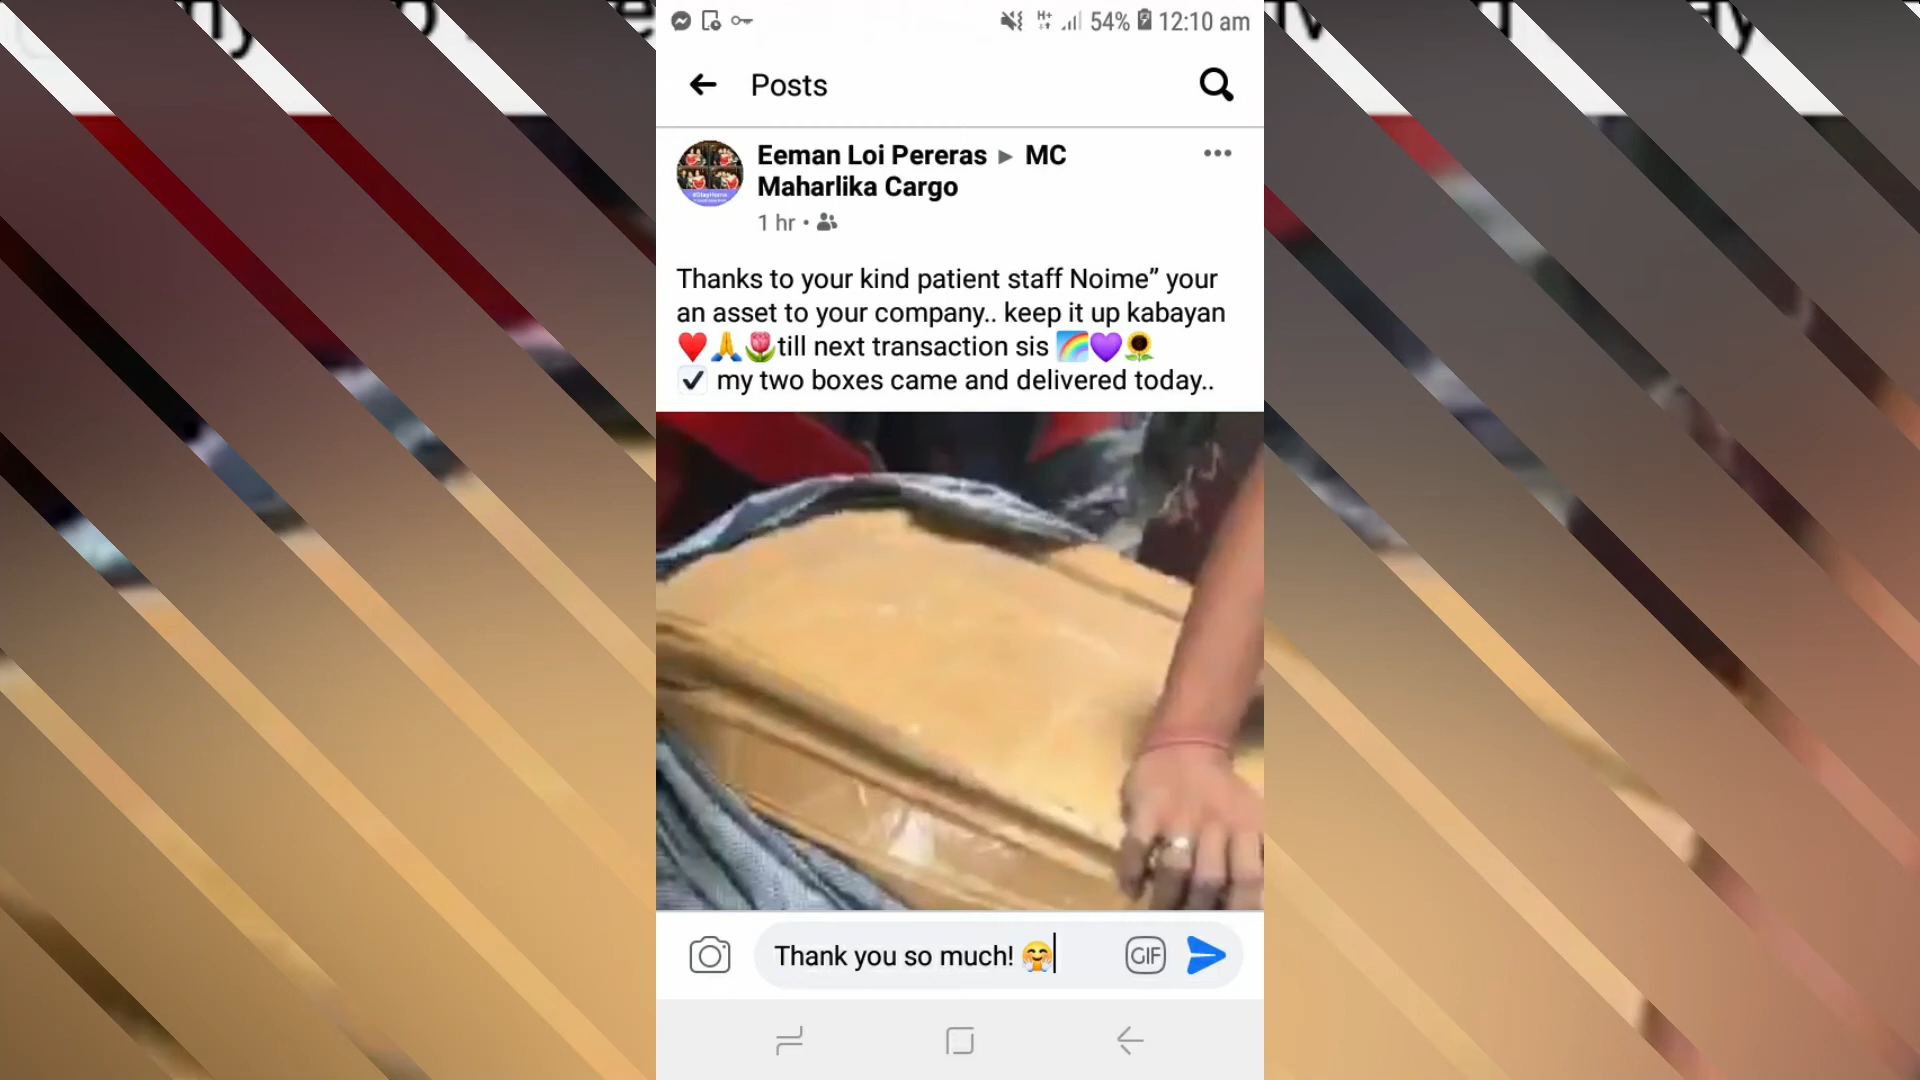 54% 12:10 am
Posts
Eeman Loi Pereras ▸ MC
Maharlika Cargo
1 hr •
Thanks to your kind patient staff Noime” your
an asset to your company.. keep it up kabayan
❤️🙏🌷till next transaction sis 🌈💜🌻
✔️ my two boxes came and delivered today..
Thank you so much! 🤗
GIF